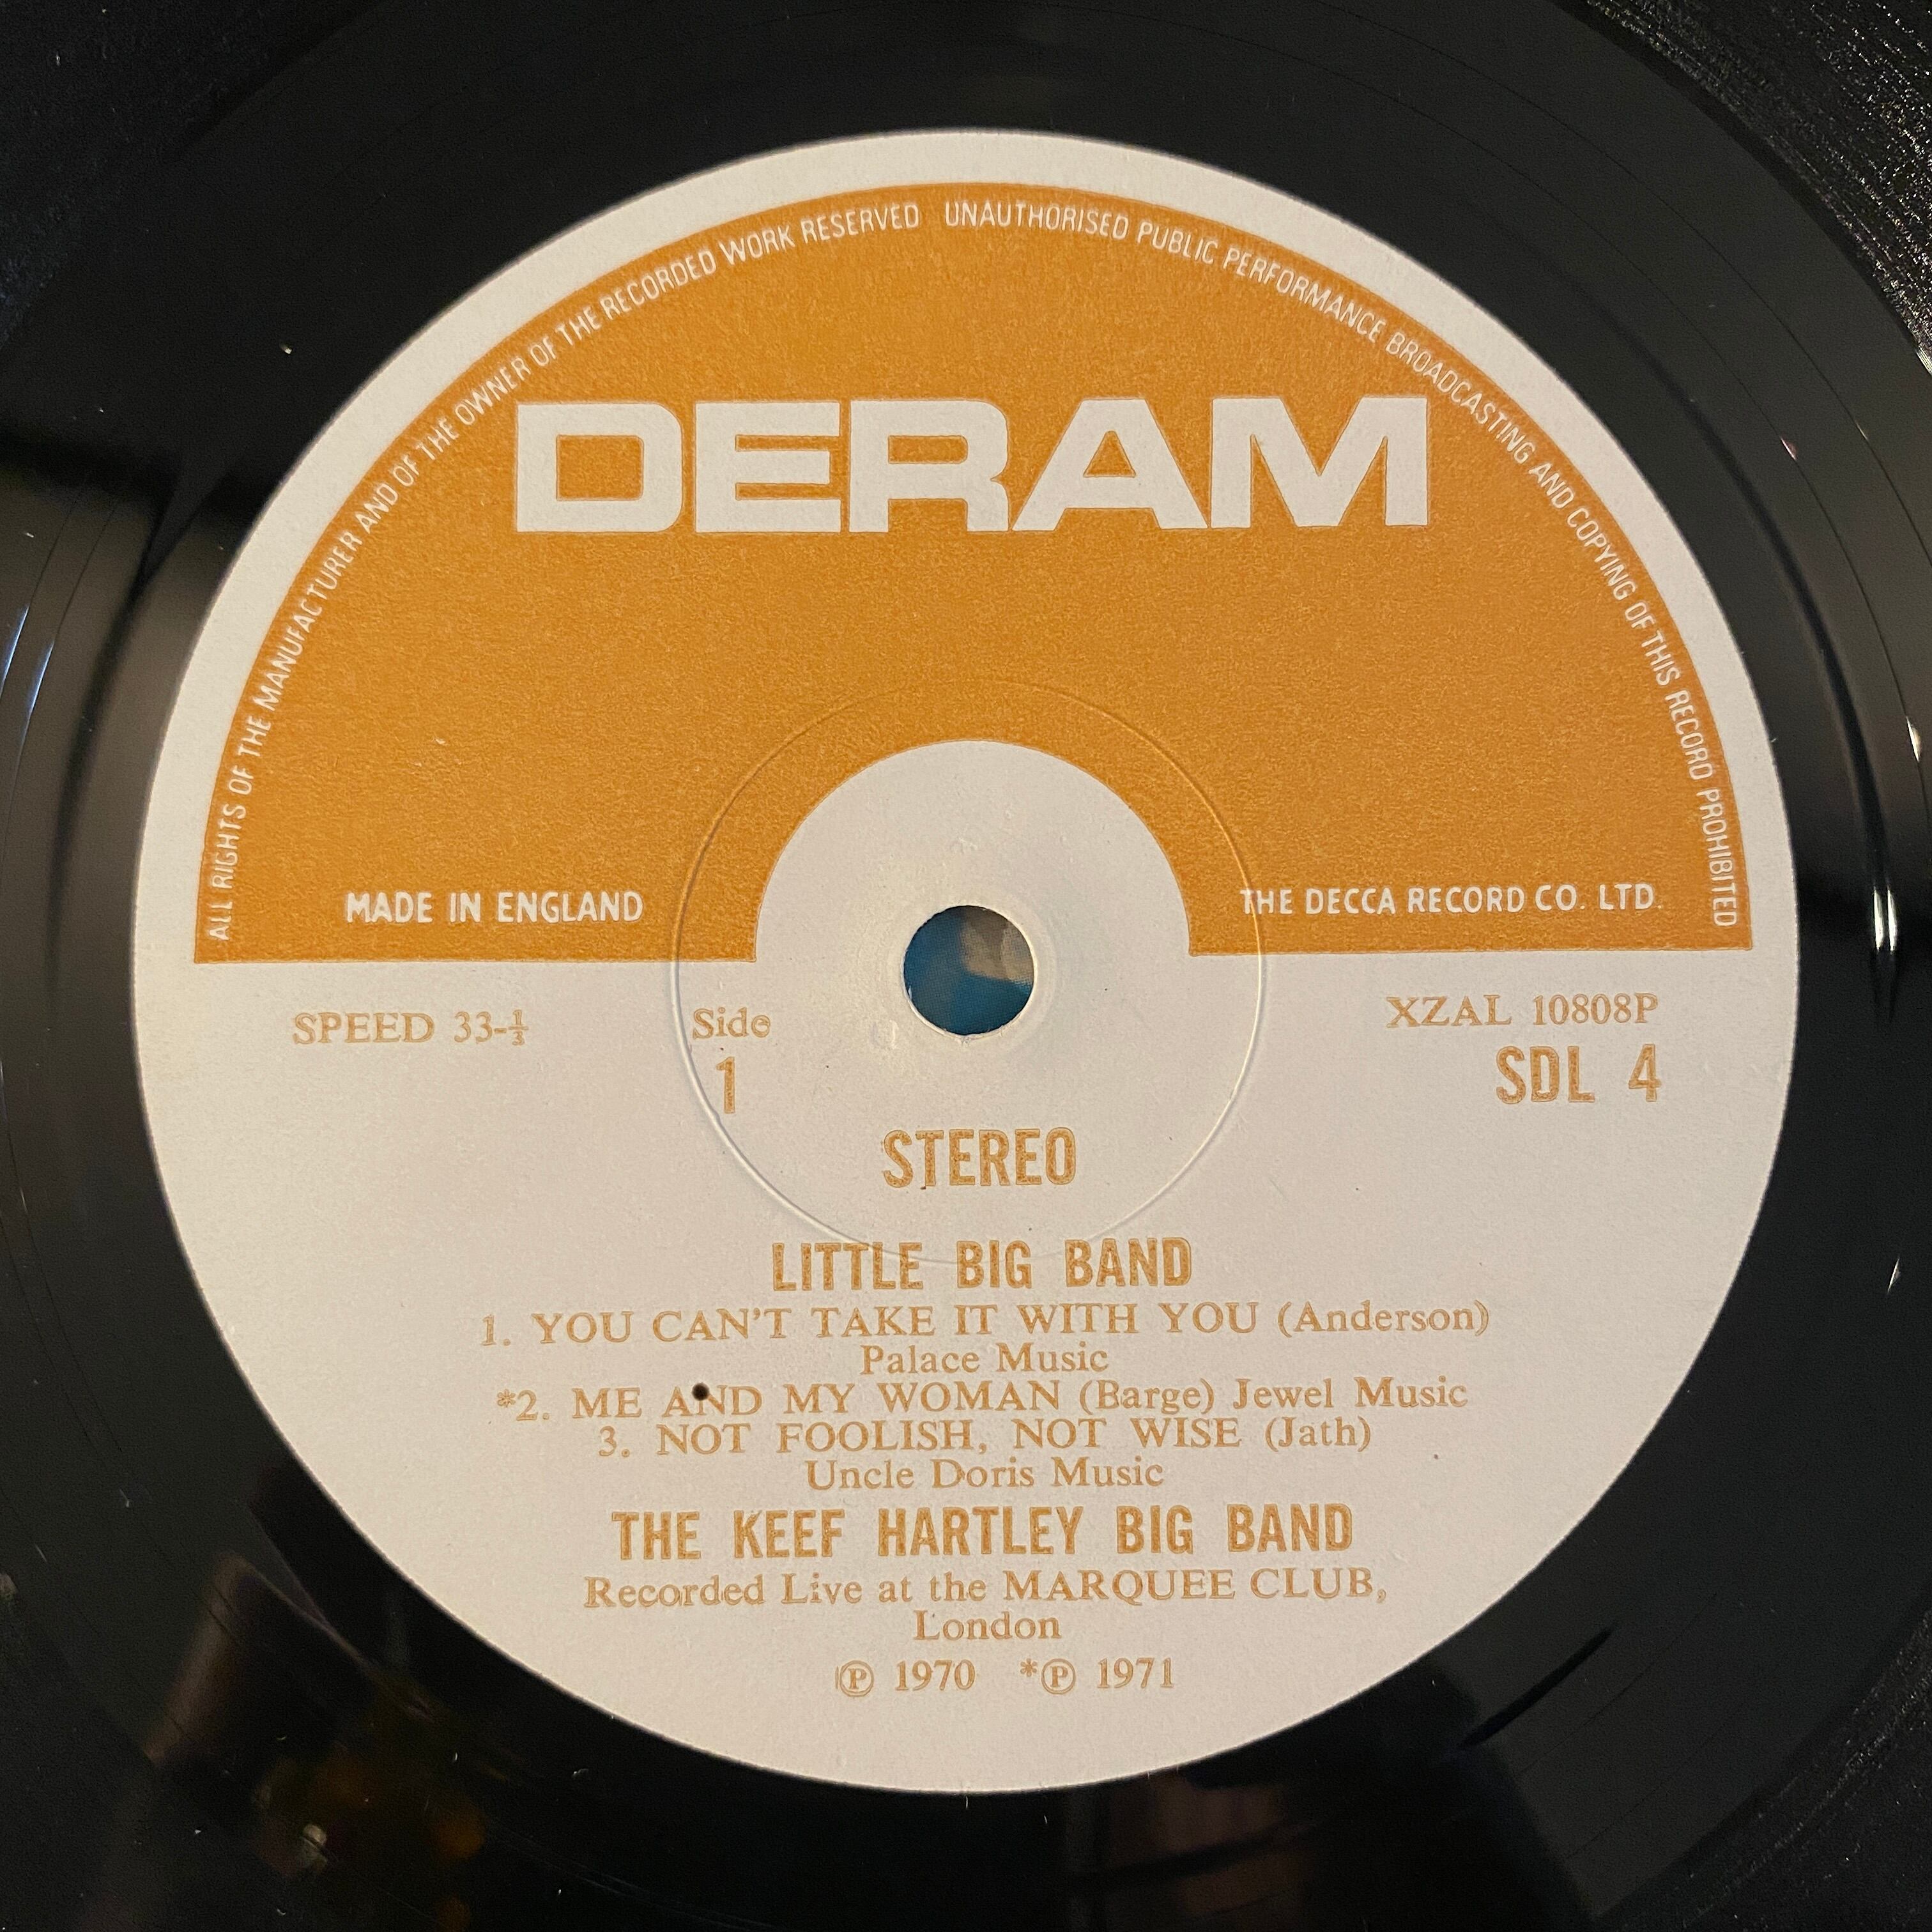 ALL RIGHTS OF THE MANUFACTURER AND OF THE OWNER OF THE RECORDED WORK RESERVED UNAUTHORISED PUBLIC PERFORMANCE BROADCASTING AND COPYING OF THIS RECORD PROHIBITED
DERAM
MADE IN ENGLAND
THE DECCA RECORD CO. LTD.
SPEED 33-⅓
Side
1
XZAL 10808P
SDL 4
STEREO
LITTLE BIG BAND
1. YOU CAN'T TAKE IT WITH YOU (Anderson)
Palace Music
*2. ME AND MY WOMAN (Barge) Jewel Music
3. NOT FOOLISH, NOT WISE (Jath)
Uncle Doris Music
THE KEEF HARTLEY BIG BAND
Recorded Live at the MARQUEE CLUB,
London
℗ 1970 *℗ 1971